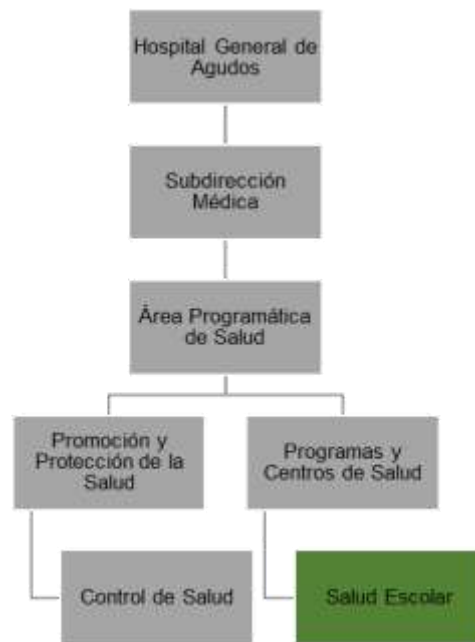 Hospital General de
Agudos
Subdirección
Médica
Área Programática
de Salud
Promoción y
Protección de la
Salud
Programas y
Centros de Salud
Control de Salud
Salud Escolar